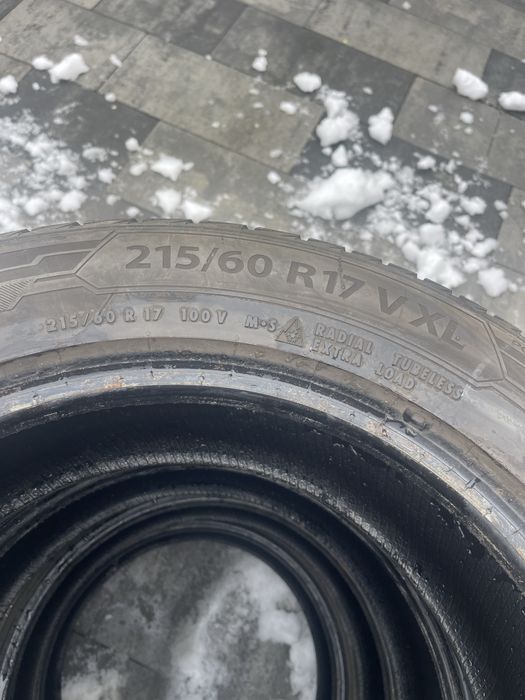 215/60 R17 V XL
215/60 R 17 100 V M•S RADIAL TUBELESS
EXTRA LOAD